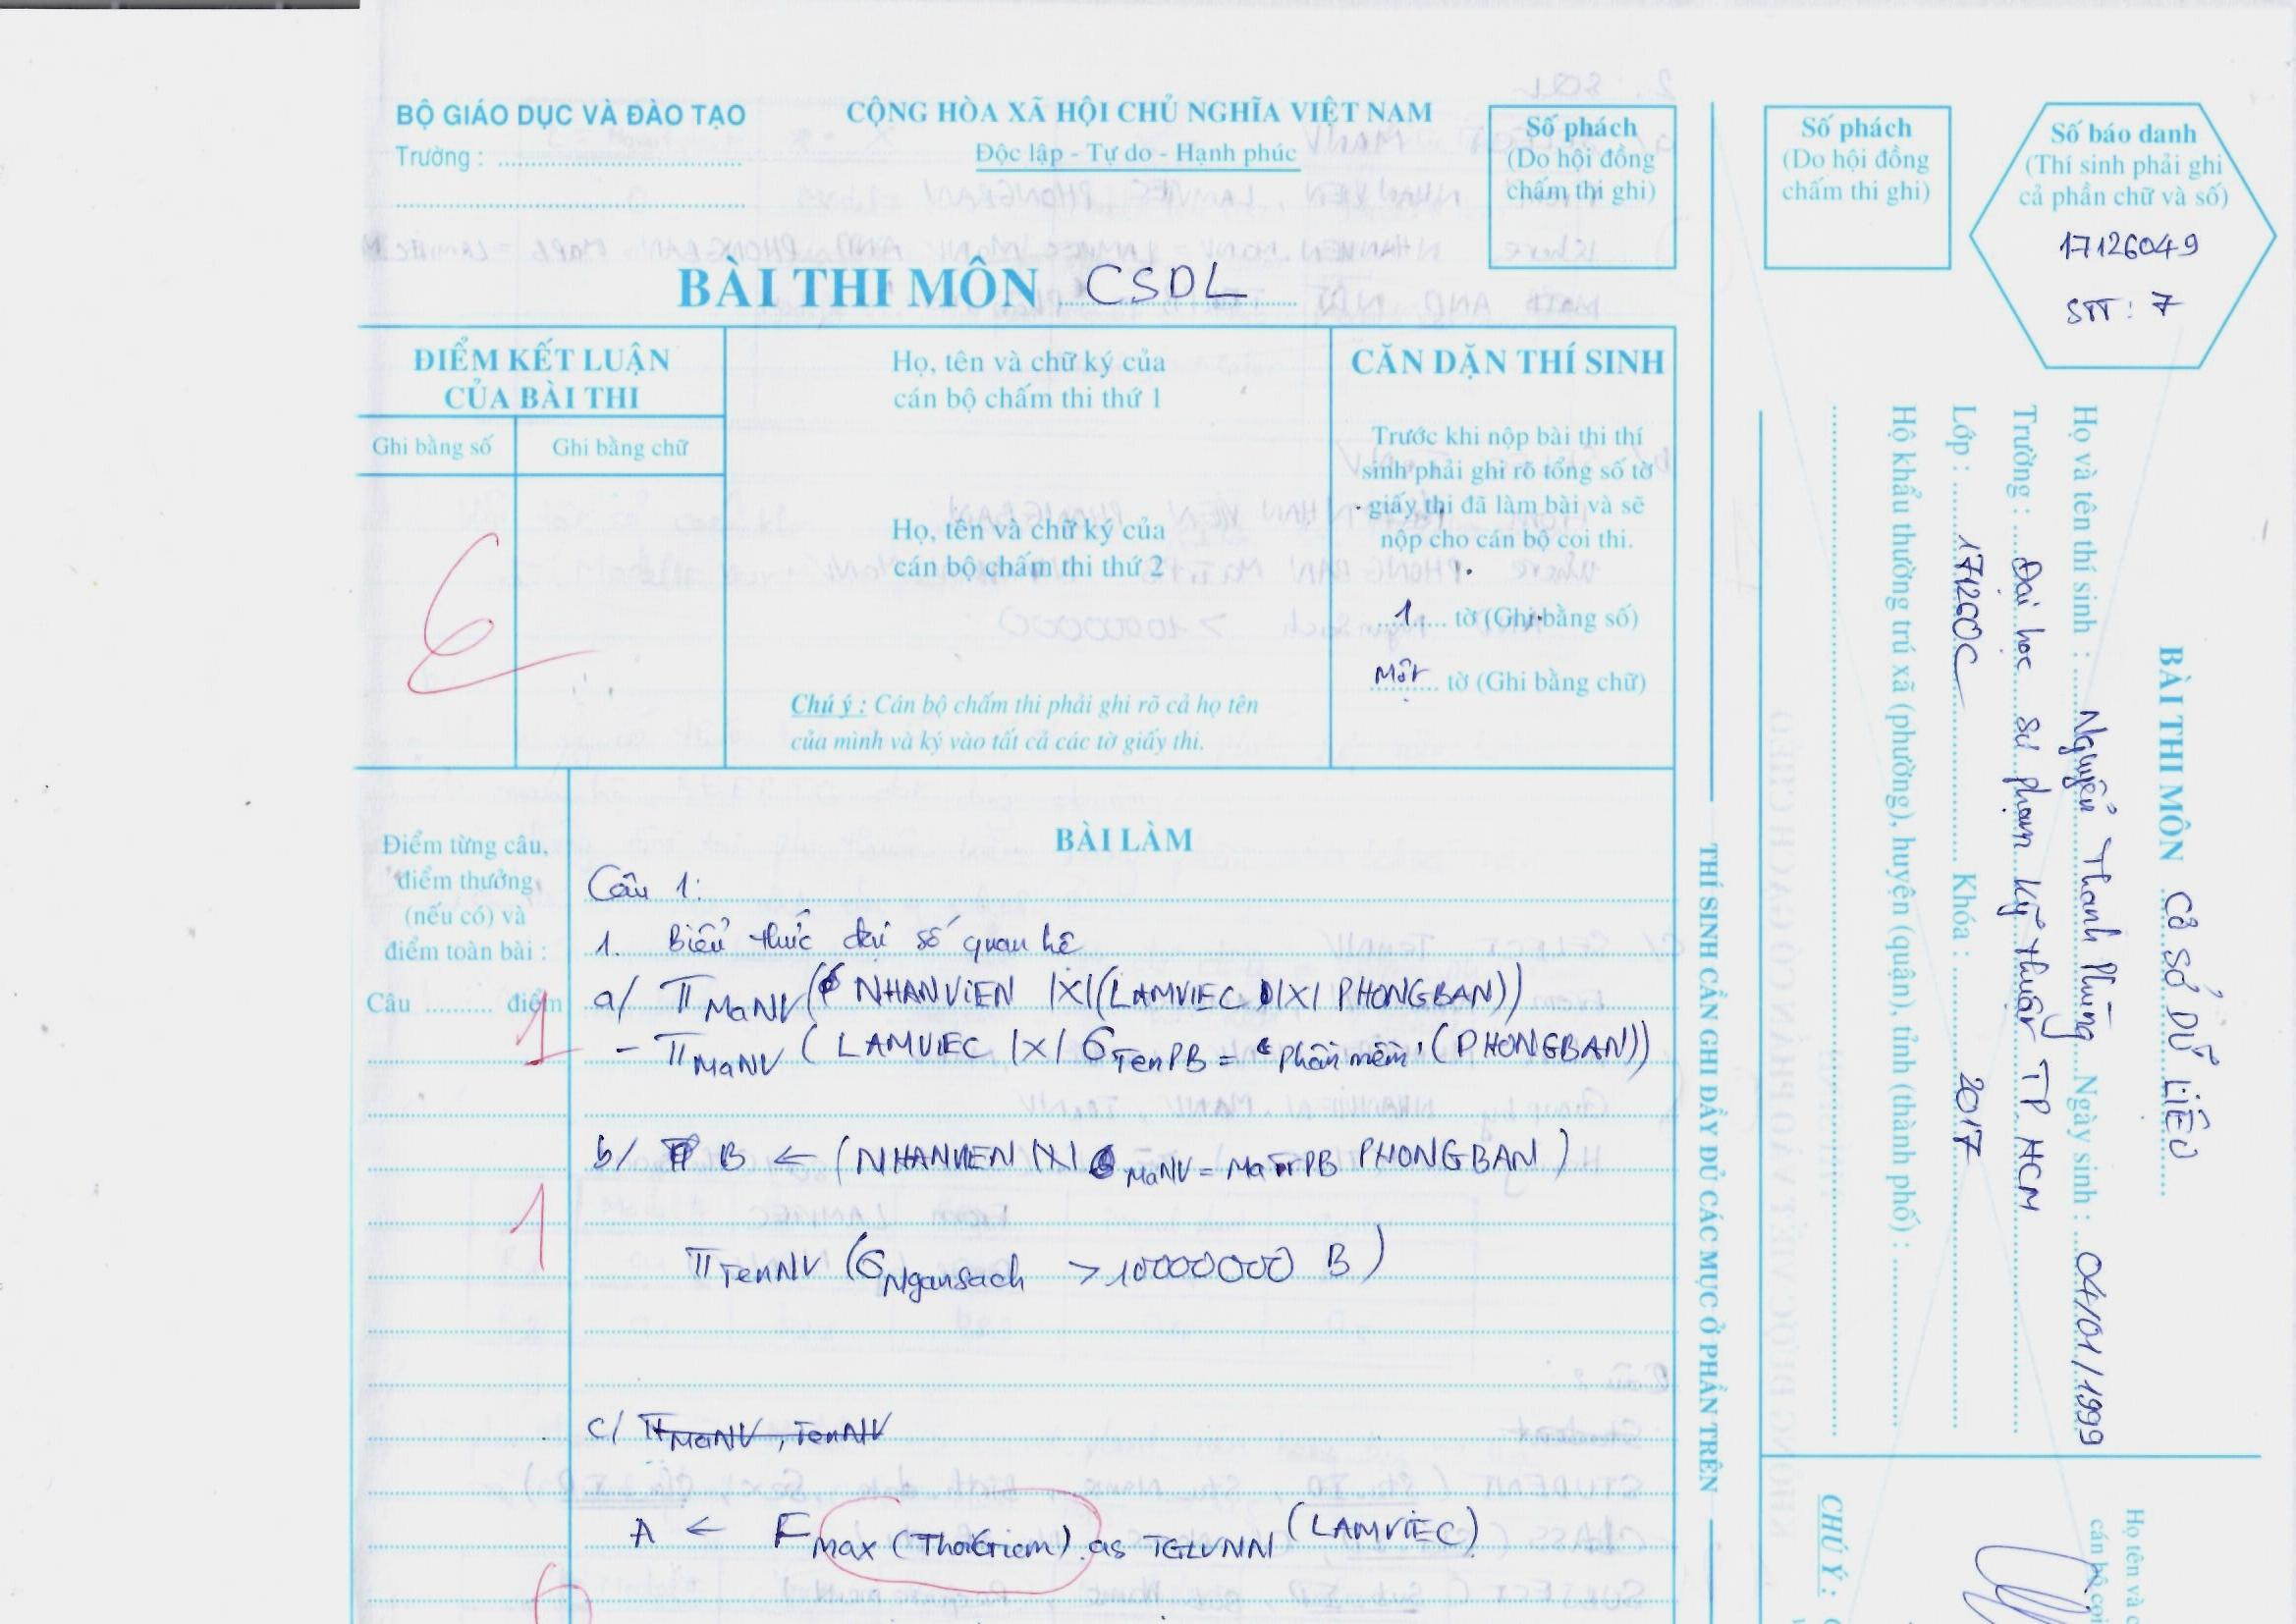 BỘ GIÁO DỤC VÀ ĐÀO TẠO
Trường : ........
CỘNG HÒA XÃ HỘI CHỦ NGHĨA VIỆT NAM
Độc lập - Tự do - Hạnh phúc
Số phách
(Do hội đồng
chấm thi ghi)
BÀI THI MÔN CSDL
ĐIỂM KẾT LUẬN
CỦA BÀI THI
Ghi bằng số
Ghi bằng chữ
6
Họ, tên và chữ ký của
cán bộ chấm thi thứ 1
Họ, tên và chữ ký của
cán bộ chấm thi thứ 2
Chú ý : Cán bộ chấm thi phải ghi rõ cả họ tên
của mình và ký vào tất cả các tờ giấy thi.
CĂN DẶN THÍ SINH
Trước khi nộp bài thi thí
sinh phải ghi rõ tổng số tờ
giấy thi đã làm bài và sẽ
nộp cho cán bộ coi thi.
1 tờ (Ghi bằng số)
Một tờ (Ghi bằng chữ)
Điểm từng câu,
điểm thưởng
(nếu có) và
điểm toàn bài :
Câu .......... điểm
BÀI LÀM
Câu 1:
1. Biểu thức đại số quan hệ
a/ π MaNV ( NHANVIEN |X| (LAMVIEC |X| PHONGBAN))
1
- π MaNV ( LAMVIEC |X| σ TenPB = 'Phần mềm' (PHONGBAN))
b/ B ← (NHANVIEN |X| MaNV = MaTrPB PHONGBAN)
1
π TenNV (σ Ngansach > 10000000 B)
c/ π MaNV, TenNV
A ← F max (ThoiGian) as TGLVNN (LAMVIEC)
THÍ SINH CẦN GHI ĐẦY ĐỦ CÁC MỤC Ở PHẦN TRÊN
Số phách
(Do hội đồng
chấm thi ghi)
Số báo danh
(Thí sinh phải ghi
cả phần chữ và số)
17126049
STT : 7
BÀI THI MÔN CƠ SỞ DỮ LIỆU
Họ và tên thí sinh : Nguyễn Thanh Phụng Ngày sinh : 04/01/1999
Trường : Đại học Sư phạm Kỹ thuật TP HCM
Lớp : 17126OC Khóa : 2017
Hộ khẩu thường trú xã (phường), huyện (quận), tỉnh (thành phố) : ........
CHÚ Ý :
Họ tên và c
cán bộ coi